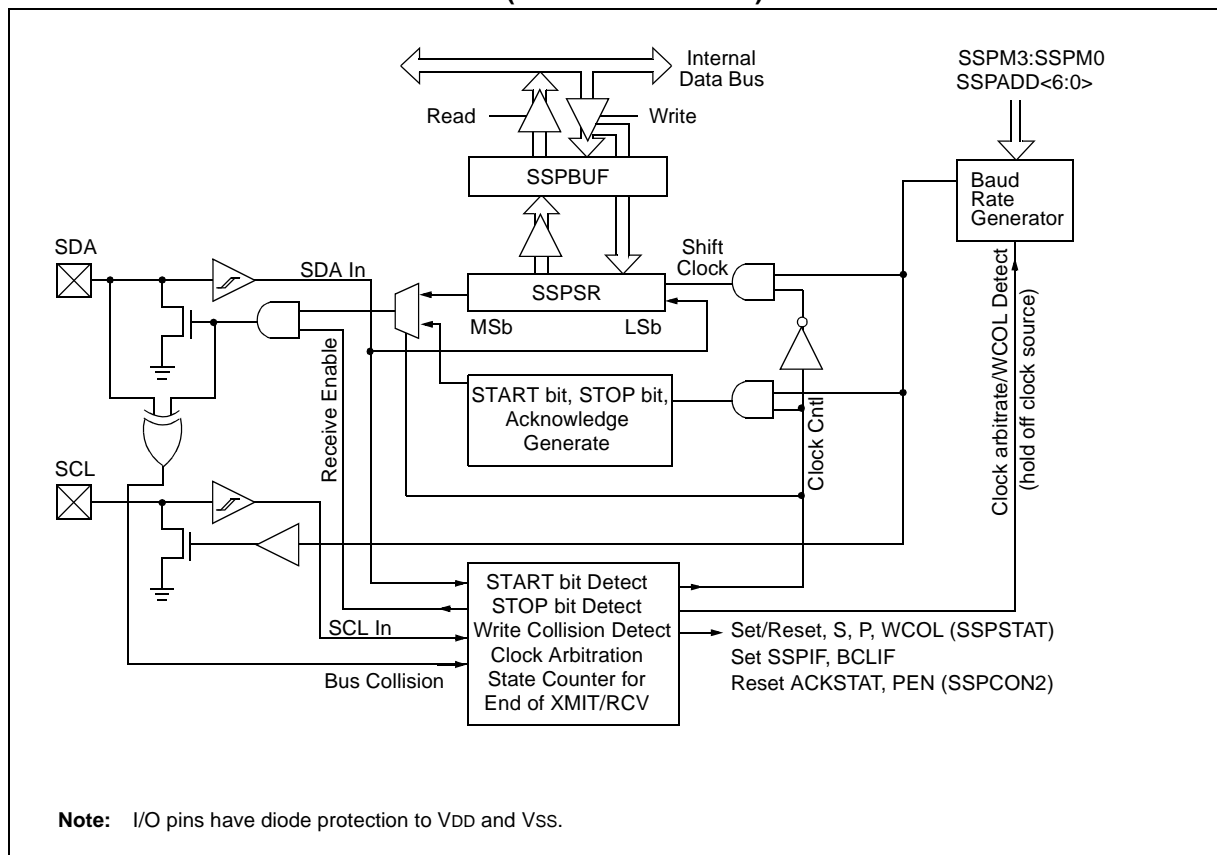 Internal
Data Bus
SSPM3:SSPM0
SSPADD<6:0>
Read
Write
SSPBUF
Baud
Rate
Generator
SDA
SDA In
Shift
Clock
SSPSR
MSb
LSb
Receive Enable
START bit, STOP bit,
Acknowledge
Generate
Clock Cntl
Clock arbitrate/WCOL Detect
(hold off clock source)
SCL
SCL In
Bus Collision
START bit Detect
STOP bit Detect
Write Collision Detect
Clock Arbitration
State Counter for
End of XMIT/RCV
Set/Reset, S, P, WCOL (SSPSTAT)
Set SSPIF, BCLIF
Reset ACKSTAT, PEN (SSPCON2)
Note: I/O pins have diode protection to VDD and VSS.